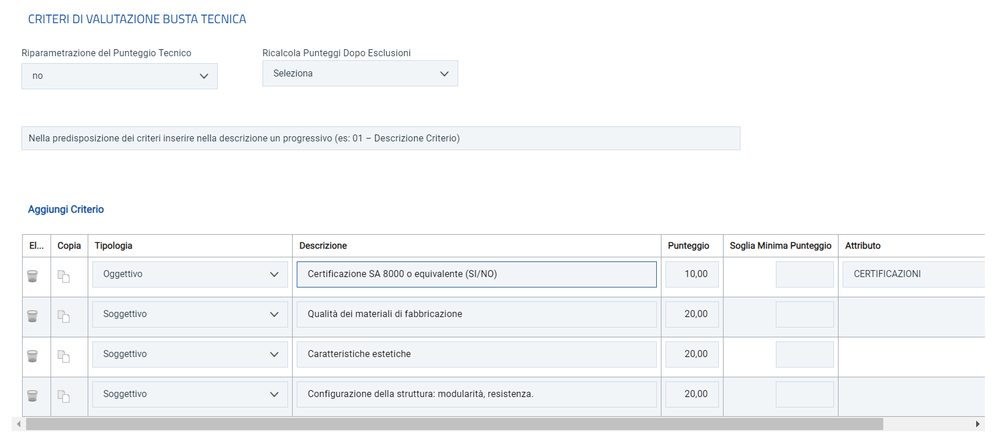 CRITERI DI VALUTAZIONE BUSTA TECNICA
Riparametrazione del Punteggio Tecnico
Ricalcola Punteggi Dopo Esclusioni
no
Seleziona
Nella predisposizione dei criteri inserire nella descrizione un progressivo (es: 01 – Descrizione Criterio)
Aggiungi Criterio
El... Copia Tipologia Descrizione Punteggio Soglia Minima Punteggio Attributo
Oggettivo Certificazione SA 8000 o equivalente (SI/NO) 10,00 CERTIFICAZIONI
Soggettivo Qualità dei materiali di fabbricazione 20,00
Soggettivo Caratteristiche estetiche 20,00
Soggettivo Configurazione della struttura: modularità, resistenza. 20,00